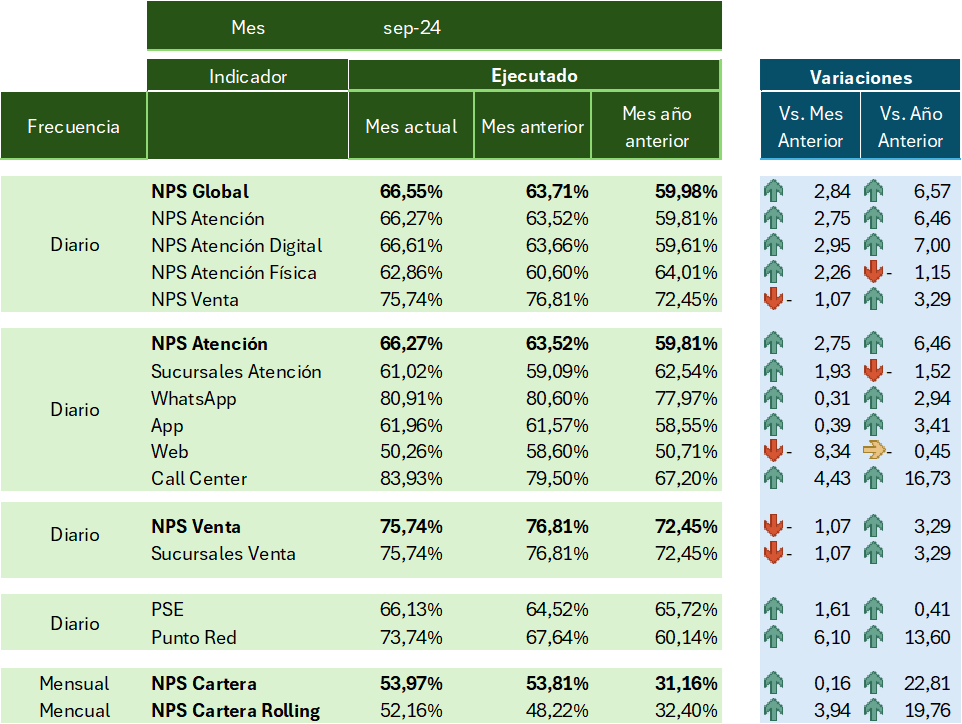 Mes sep-24
Indicador Ejecutado Variaciones
Frecuencia Mes actual Mes anterior Mes año anterior Vs. Mes Anterior Vs. Año Anterior
NPS Global 66,55% 63,71% 59,98% 2,84 6,57
NPS Atención 66,27% 63,52% 59,81% 2,75 6,46
Diario NPS Atención Digital 66,61% 63,66% 59,61% 2,95 7,00
NPS Atención Física 62,86% 60,60% 64,01% 2,26 - 1,15
NPS Venta 75,74% 76,81% 72,45% - 1,07 3,29
NPS Atención 66,27% 63,52% 59,81% 2,75 6,46
Sucursales Atención 61,02% 59,09% 62,54% 1,93 - 1,52
WhatsApp 80,91% 80,60% 77,97% 0,31 2,94
Diario App 61,96% 61,57% 58,55% 0,39 3,41
Web 50,26% 58,60% 50,71% - 8,34 - 0,45
Call Center 83,93% 79,50% 67,20% 4,43 16,73
Diario NPS Venta 75,74% 76,81% 72,45% - 1,07 3,29
Sucursales Venta 75,74% 76,81% 72,45% - 1,07 3,29
Diario PSE 66,13% 64,52% 65,72% 1,61 0,41
Punto Red 73,74% 67,64% 60,14% 6,10 13,60
Mensual NPS Cartera 53,97% 53,81% 31,16% 0,16 22,81
Mencual NPS Cartera Rolling 52,16% 48,22% 32,40% 3,94 19,76